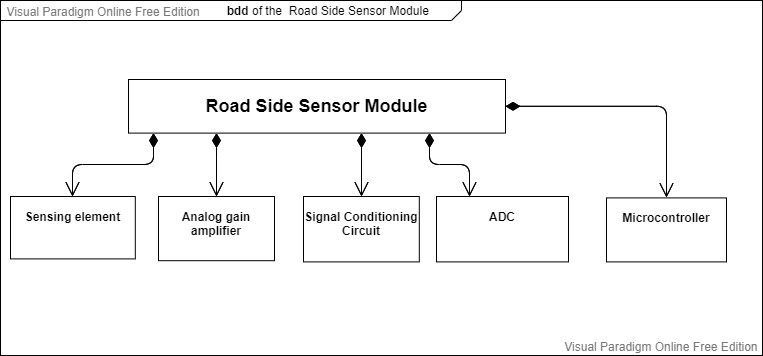 Visual Paradigm Online Free Edition
bdd of the Road Side Sensor Module
Road Side Sensor Module
Sensing element
Analog gain
amplifier
Signal Conditioning
Circuit
ADC
Microcontroller
Visual Paradigm Online Free Edition